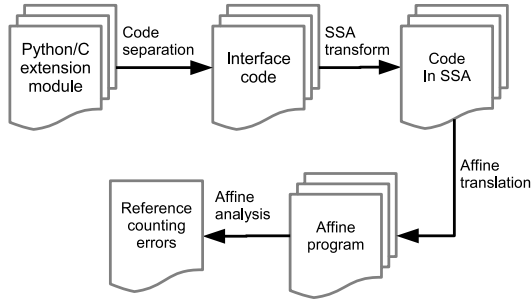 Python/C
extension
module
Code
separation
Interface
code
SSA
transform
Code
In SSA
Affine
translation
Affine
program
Affine
analysis
Reference
counting
errors